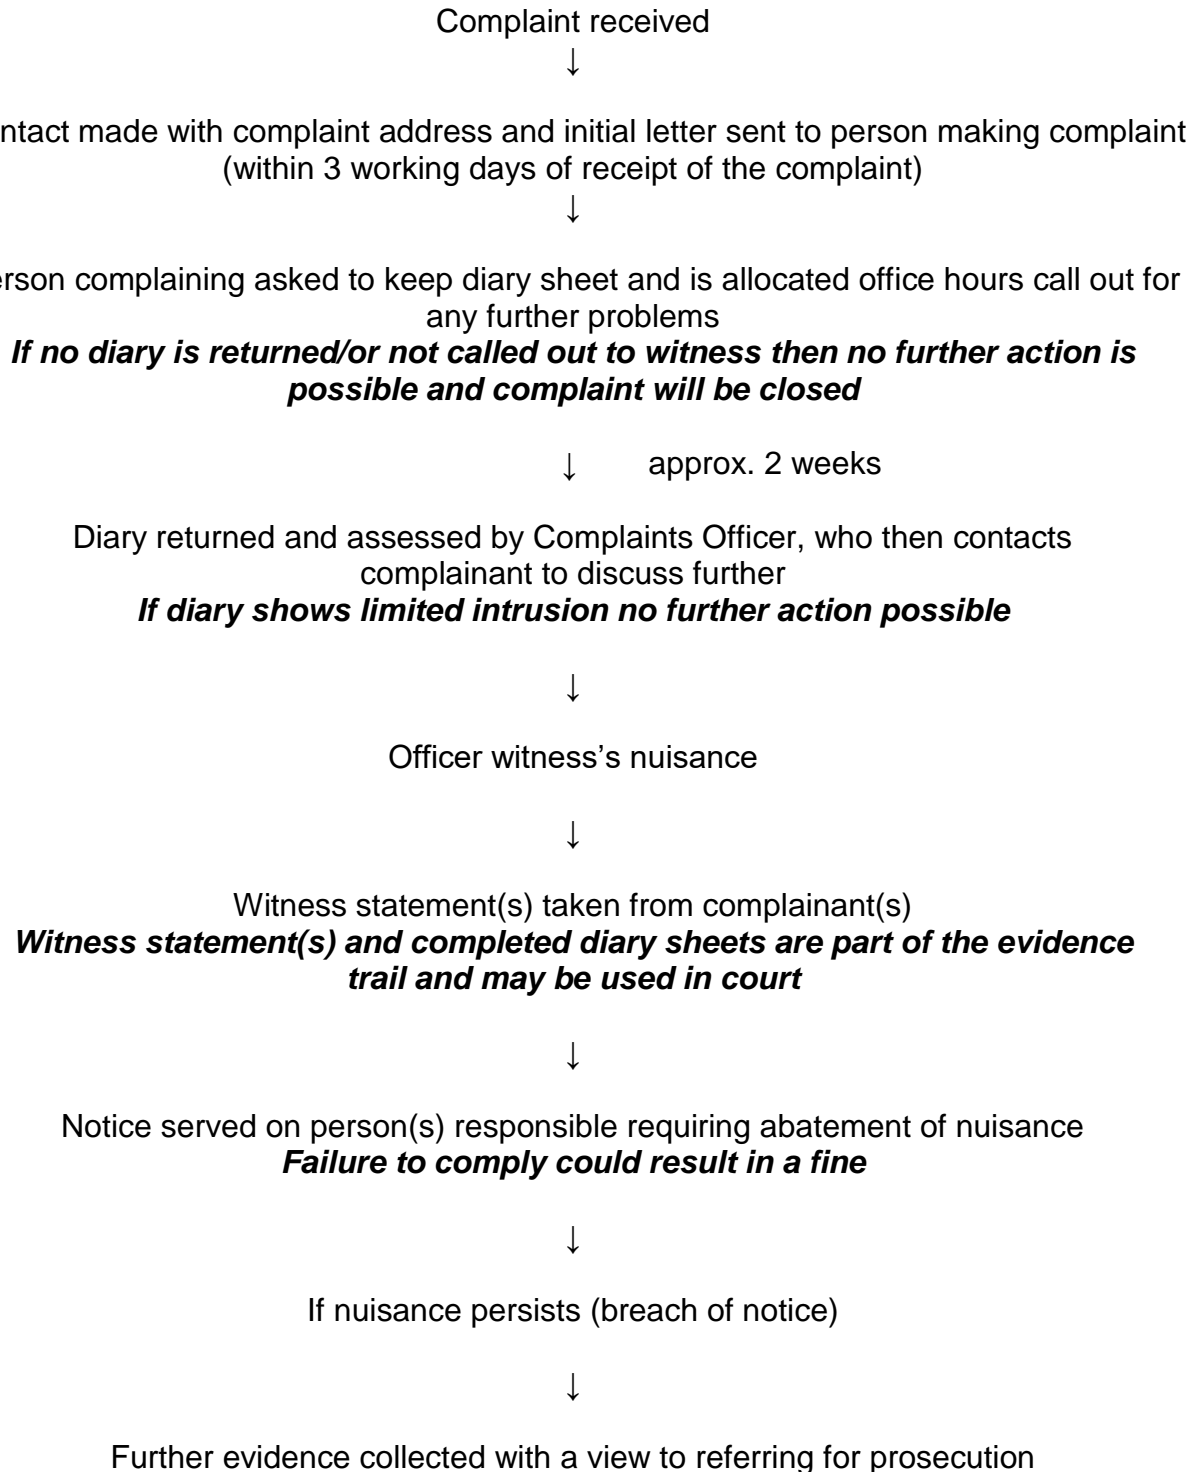 Complaint received
↓
ntact made with complaint address and initial letter sent to person making complaint
(within 3 working days of receipt of the complaint)
↓
erson complaining asked to keep diary sheet and is allocated office hours call out for
any further problems
If no diary is returned/or not called out to witness then no further action is
possible and complaint will be closed
↓ approx. 2 weeks
Diary returned and assessed by Complaints Officer, who then contacts
complainant to discuss further
If diary shows limited intrusion no further action possible
↓
Officer witness’s nuisance
↓
Witness statement(s) taken from complainant(s)
Witness statement(s) and completed diary sheets are part of the evidence
trail and may be used in court
↓
Notice served on person(s) responsible requiring abatement of nuisance
Failure to comply could result in a fine
↓
If nuisance persists (breach of notice)
↓
Further evidence collected with a view to referring for prosecution